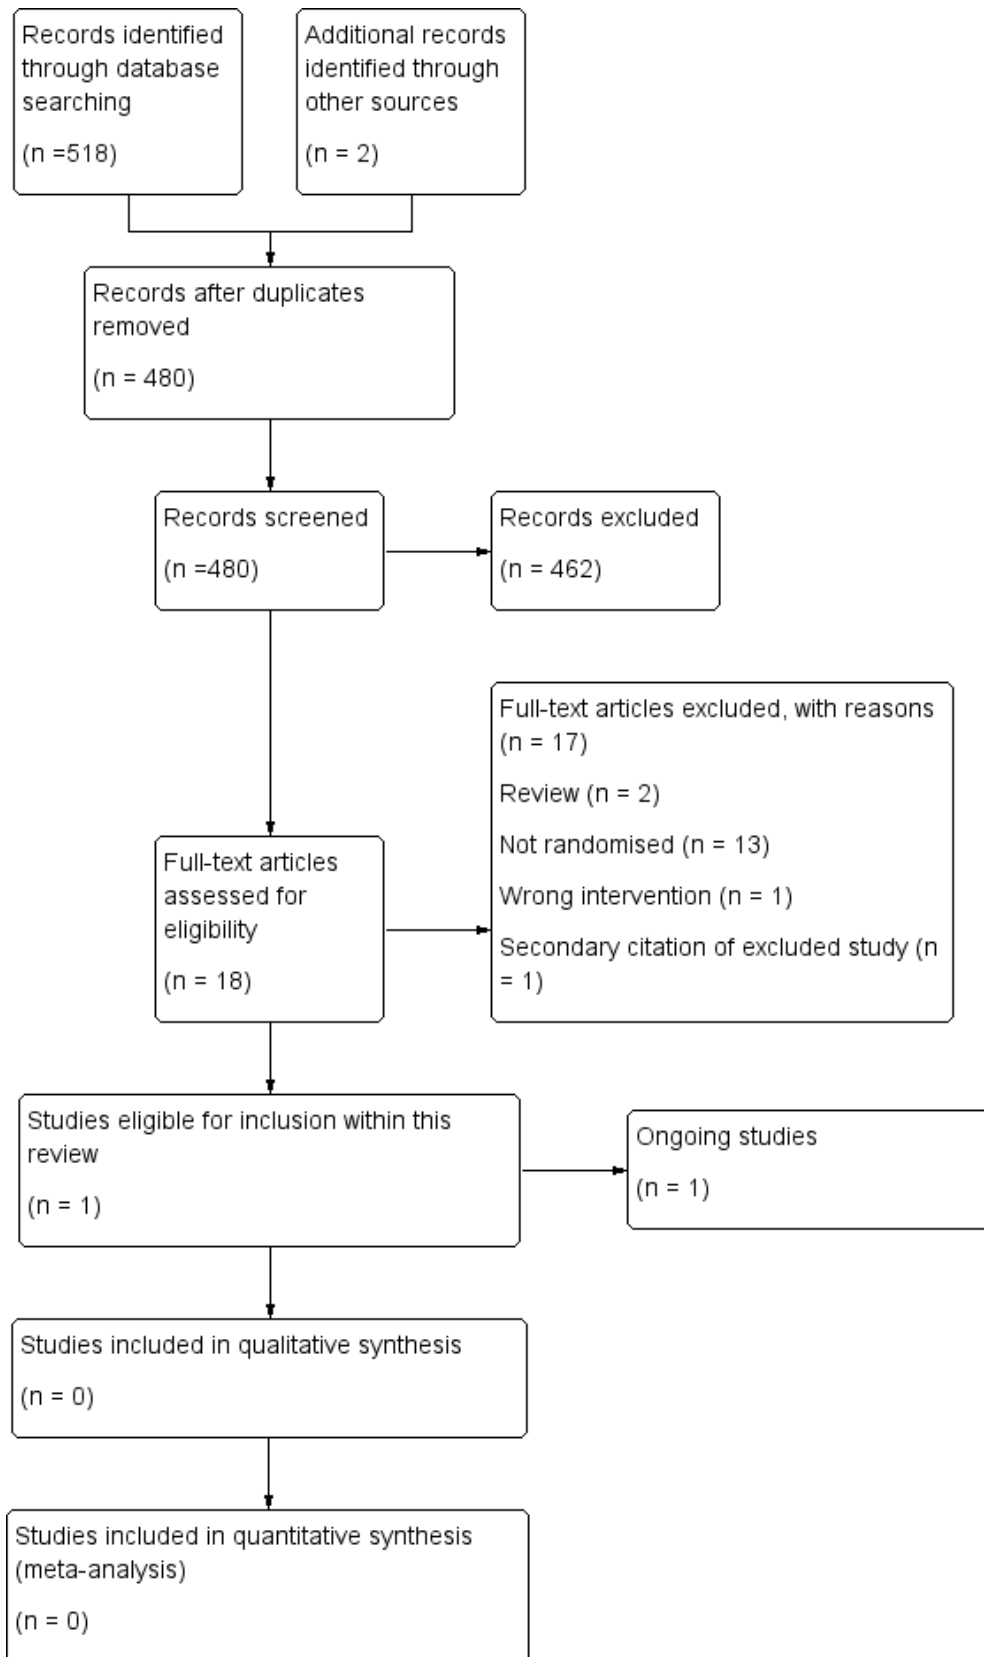 Records identified
through database
searching
(n =518)
Additional records
identified through
other sources
(n = 2)
Records after duplicates
removed
(n = 480)
Records screened
(n =480)
Records excluded
(n = 462)
Full-text articles excluded, with reasons
(n = 17)
Review (n = 2)
Not randomised (n = 13)
Wrong intervention (n = 1)
Secondary citation of excluded study (n
= 1)
Full-text articles
assessed for
eligibility
(n = 18)
Studies eligible for inclusion within this
review
(n = 1)
Ongoing studies
(n = 1)
Studies included in qualitative synthesis
(n = 0)
Studies included in quantitative synthesis
(meta-analysis)
(n = 0)